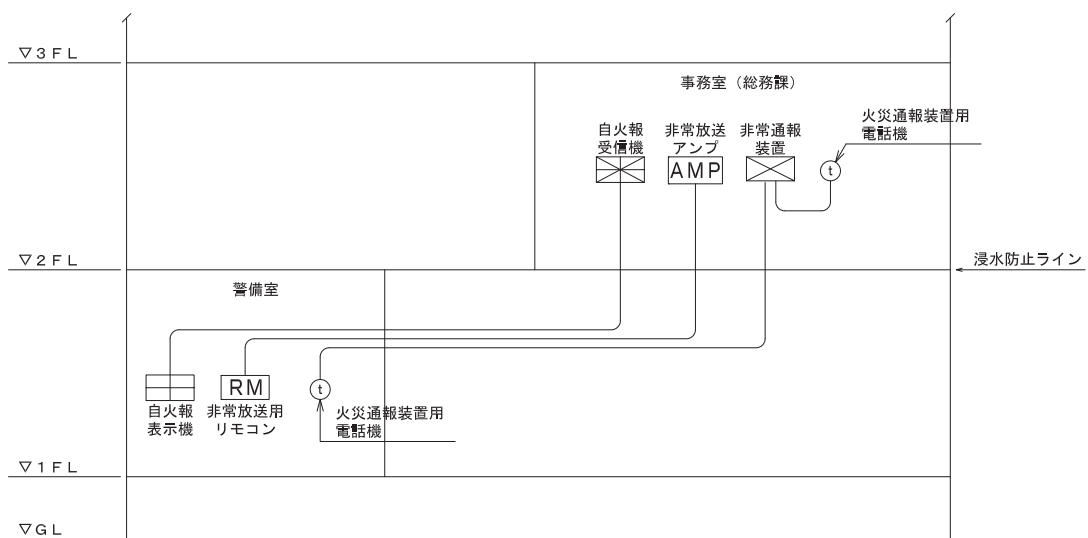 ▽3FL
事務室（総務課）
火災通報装置用
電話機
自火報
受信機
非常放送
アンプ
非常通報
装置
AMP
t
▽2FL
浸水防止ライン
警備室
RM
t
自火報
表示機
非常放送用
リモコン
火災通報装置用
電話機
▽1FL
▽GL